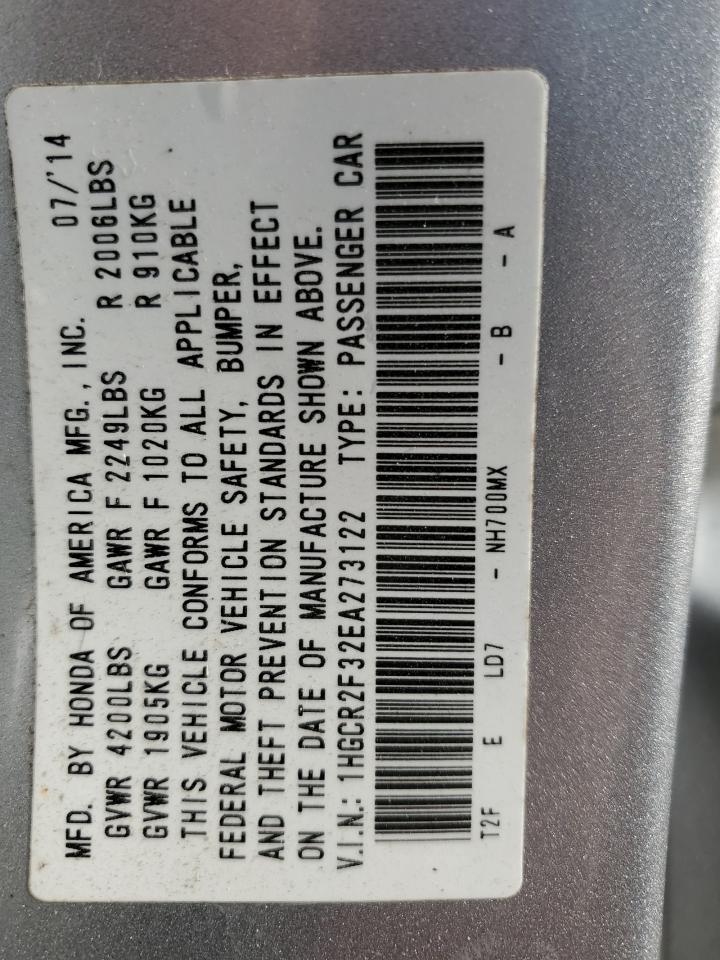 MFD. BY HONDA OF AMERICA MFG., INC. 07/'14
GVWR 4200LBS GAWR F 2249LBS R 2006LBS
GVWR 1905KG GAWR F 1020KG R 910KG
THIS VEHICLE CONFORMS TO ALL APPLICABLE
FEDERAL MOTOR VEHICLE SAFETY, BUMPER,
AND THEFT PREVENTION STANDARDS IN EFFECT
ON THE DATE OF MANUFACTURE SHOWN ABOVE.
V.I.N.: 1HGCR2F32EA273122 TYPE: PASSENGER CAR
T2F E LD7 - NH700MX - B - A